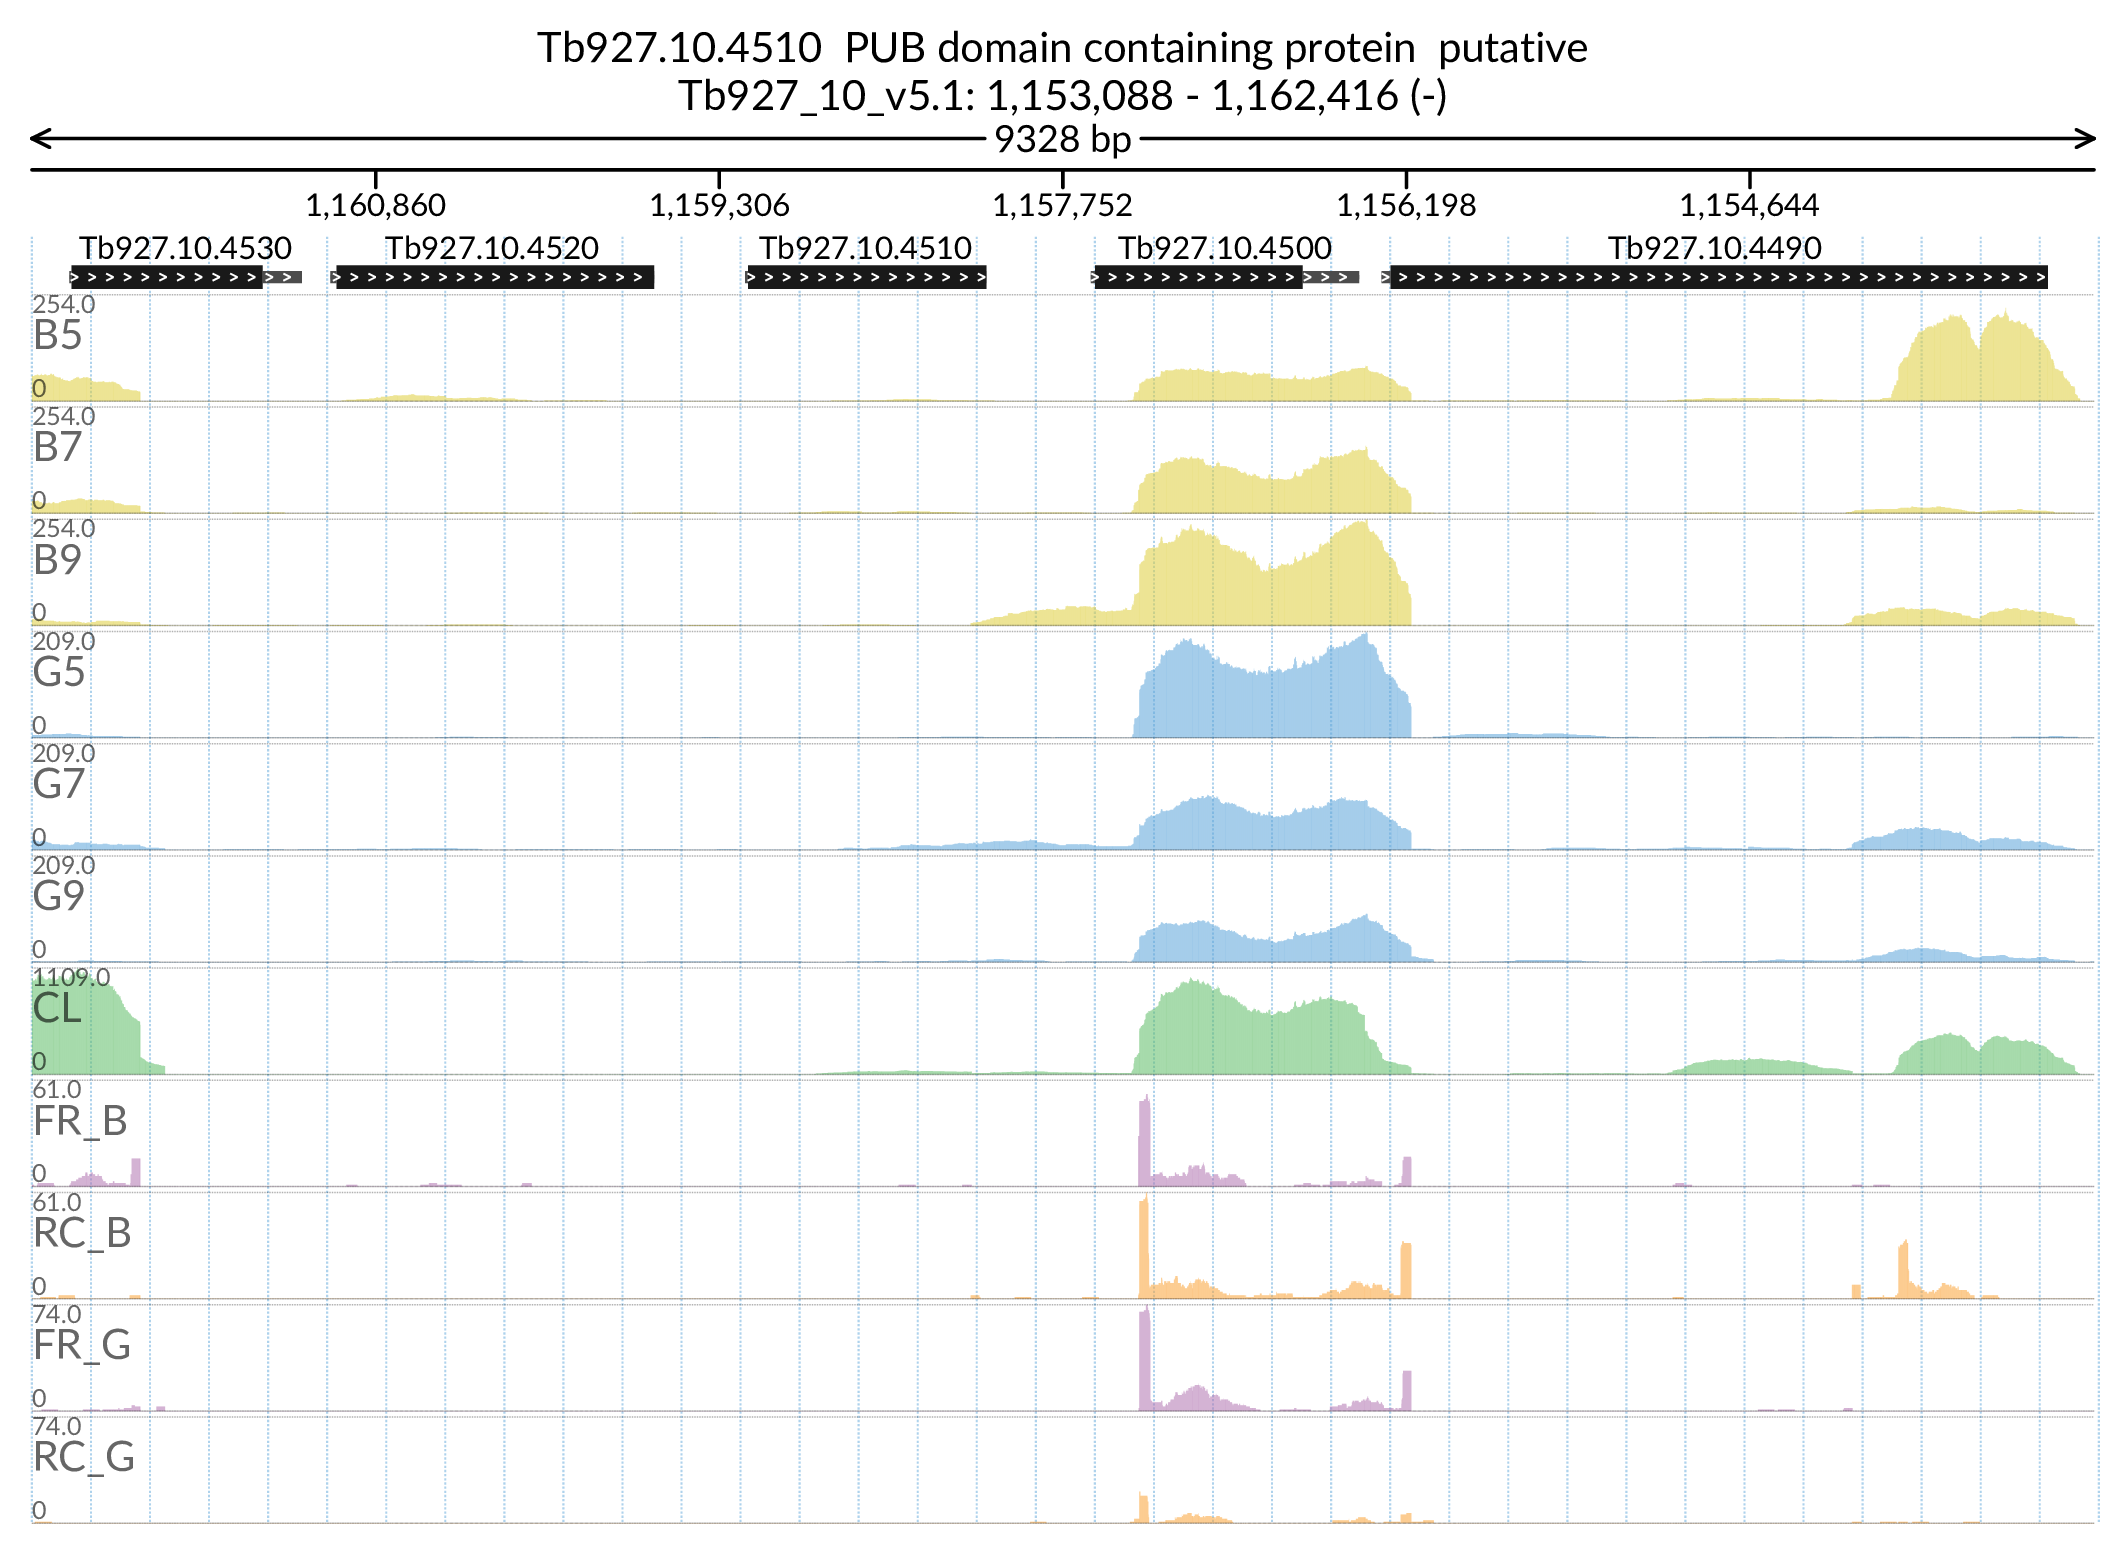 Tb927.10.4510  PUB domain containing protein  putative
Tb927_10_v5.1: 1,153,088 - 1,162,416 (-)
9328 bp
1,160,860 1,159,306 1,157,752 1,156,198 1,154,644
Tb927.10.4530 Tb927.10.4520 Tb927.10.4510 Tb927.10.4500 Tb927.10.4490
254.0
B5
0
254.0
B7
0
254.0
B9
0
209.0
G5
0
209.0
G7
0
209.0
G9
0
1109.0
CL
0
61.0
FR_B
0
61.0
RC_B
0
74.0
FR_G
0
74.0
RC_G
0